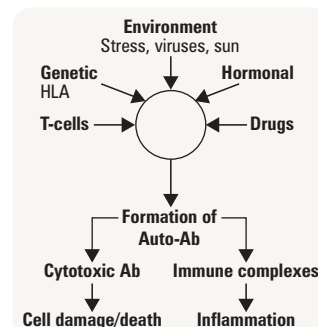 Environment
Stress, viruses, sun
Genetic
HLA
Hormonal
T-cells
Drugs
Formation of
Auto-Ab
Cytotoxic Ab
Immune complexes
Cell damage/death
Inflammation